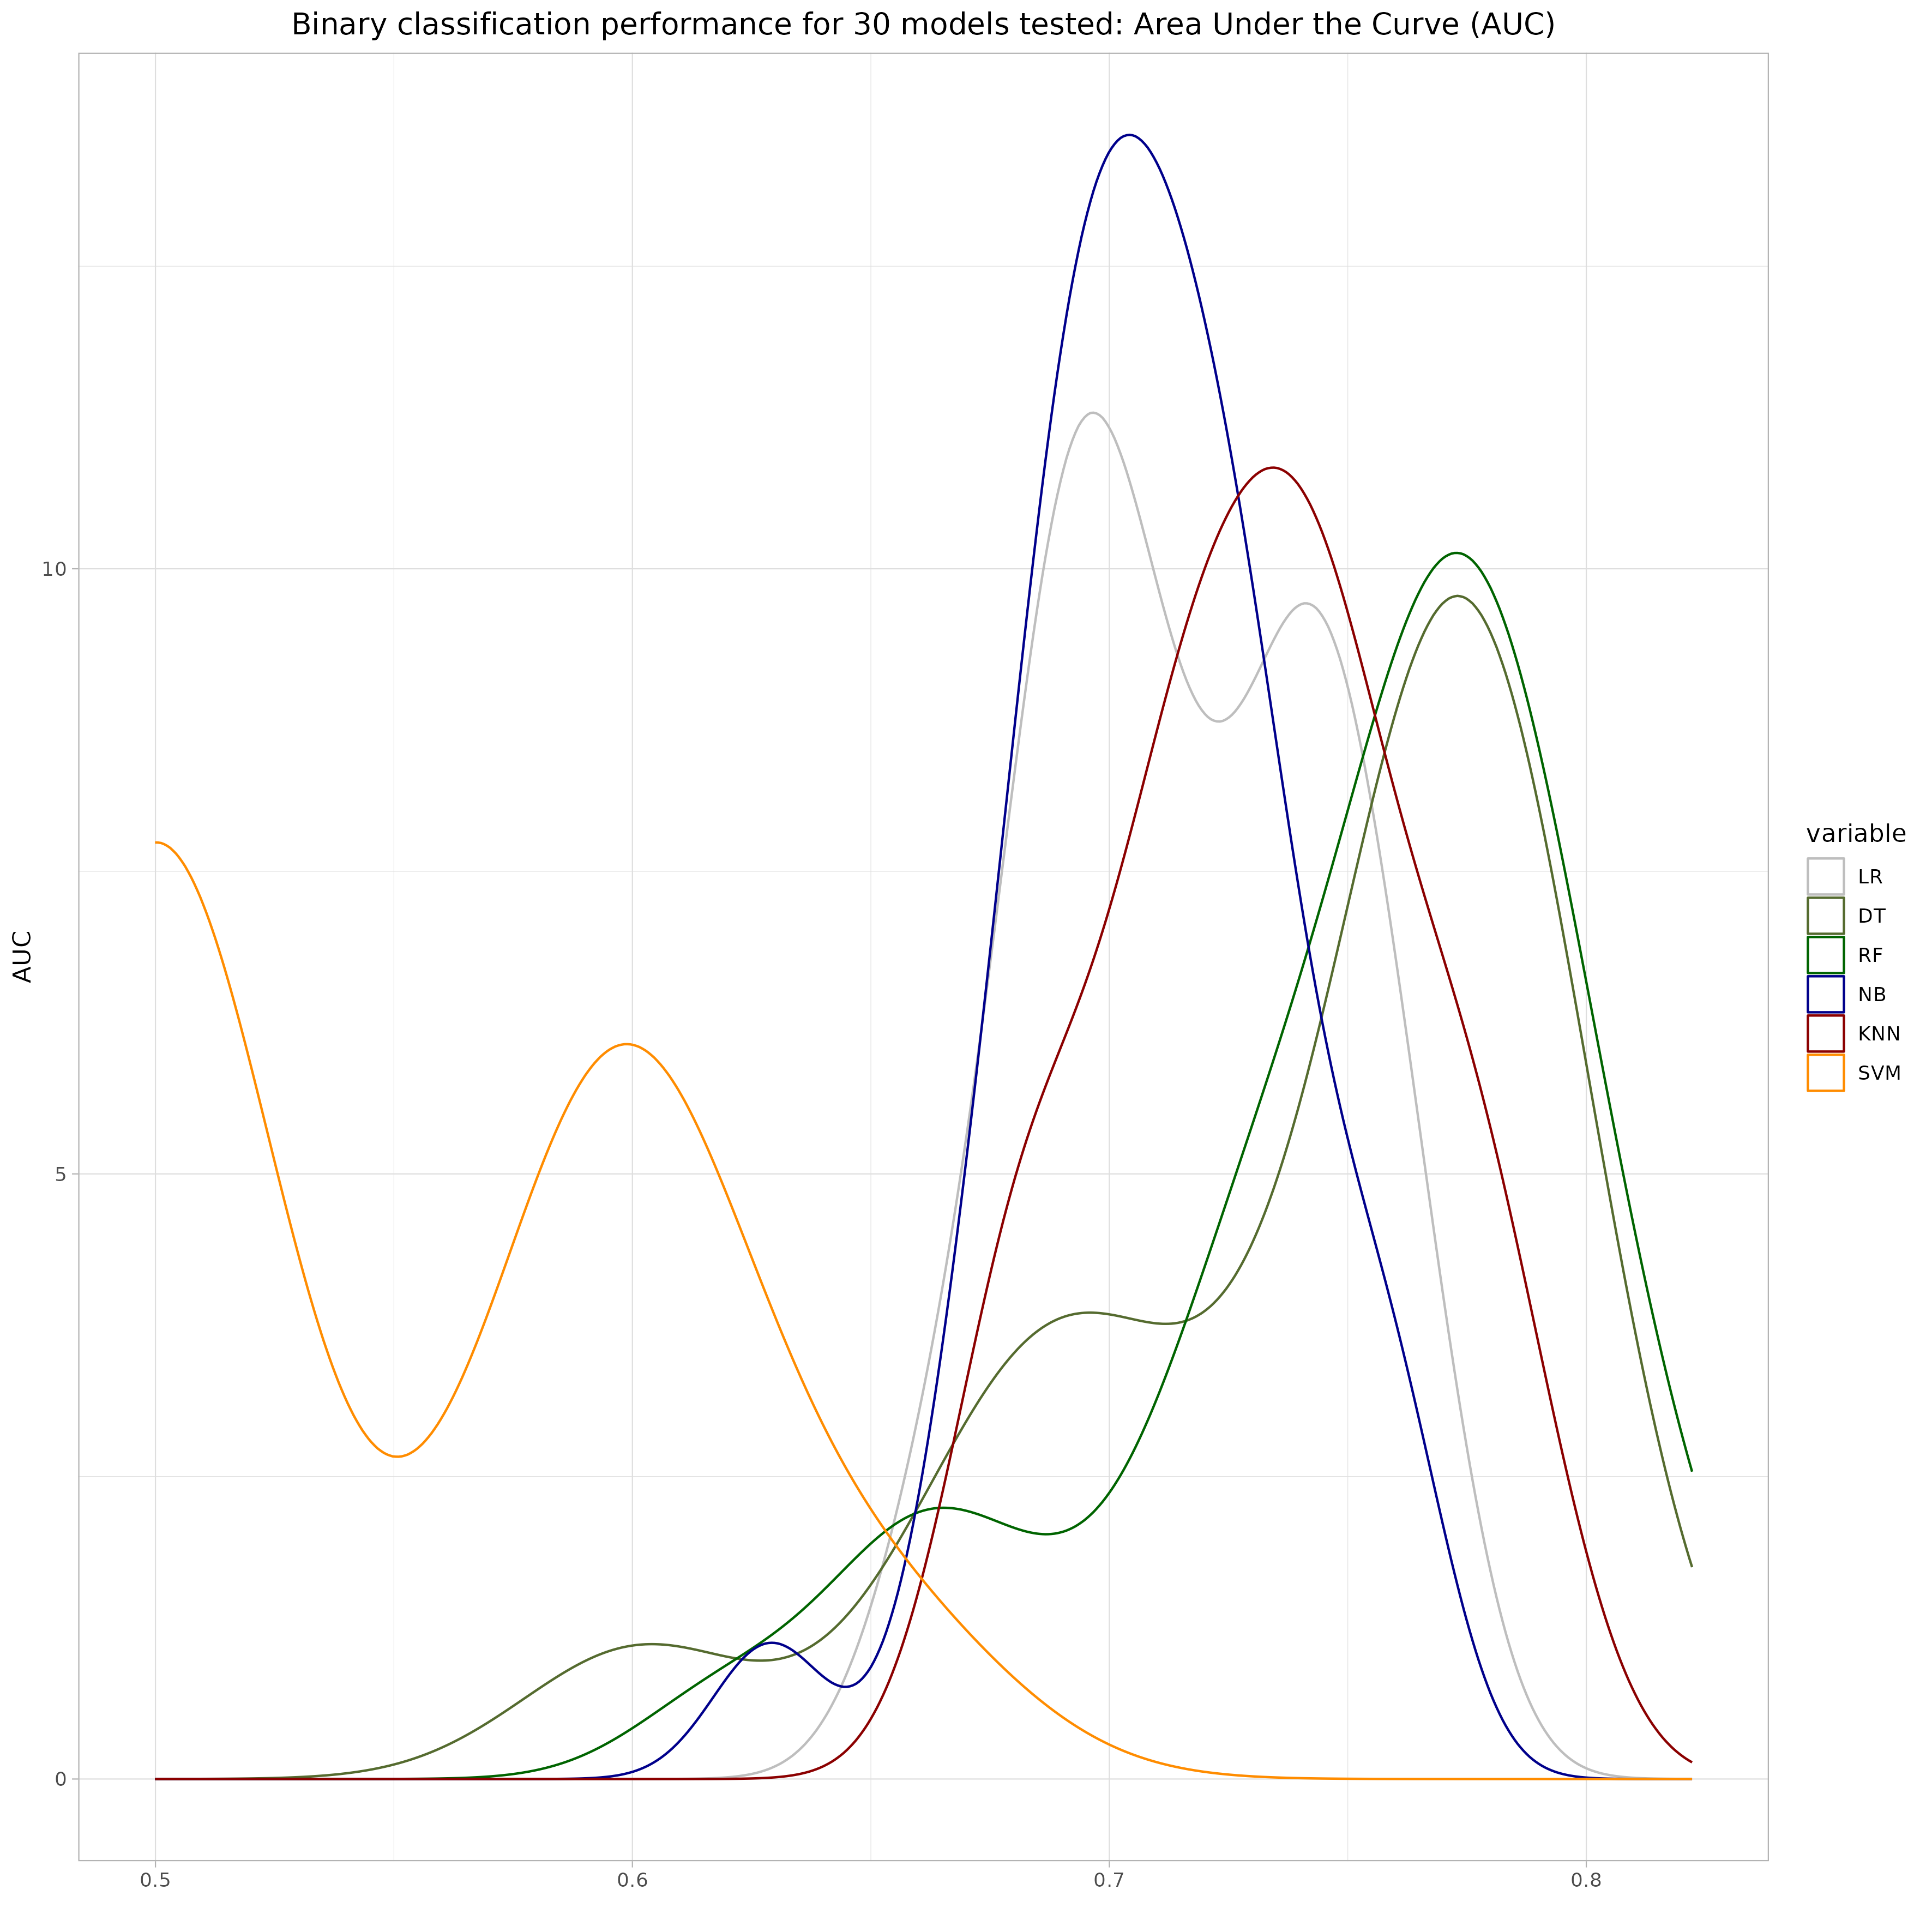 Binary classification performance for 30 models tested: Area Under the Curve (AUC)
AUC
10
5
0
0.5
0.6
0.7
0.8
variable
LR
DT
RF
NB
KNN
SVM